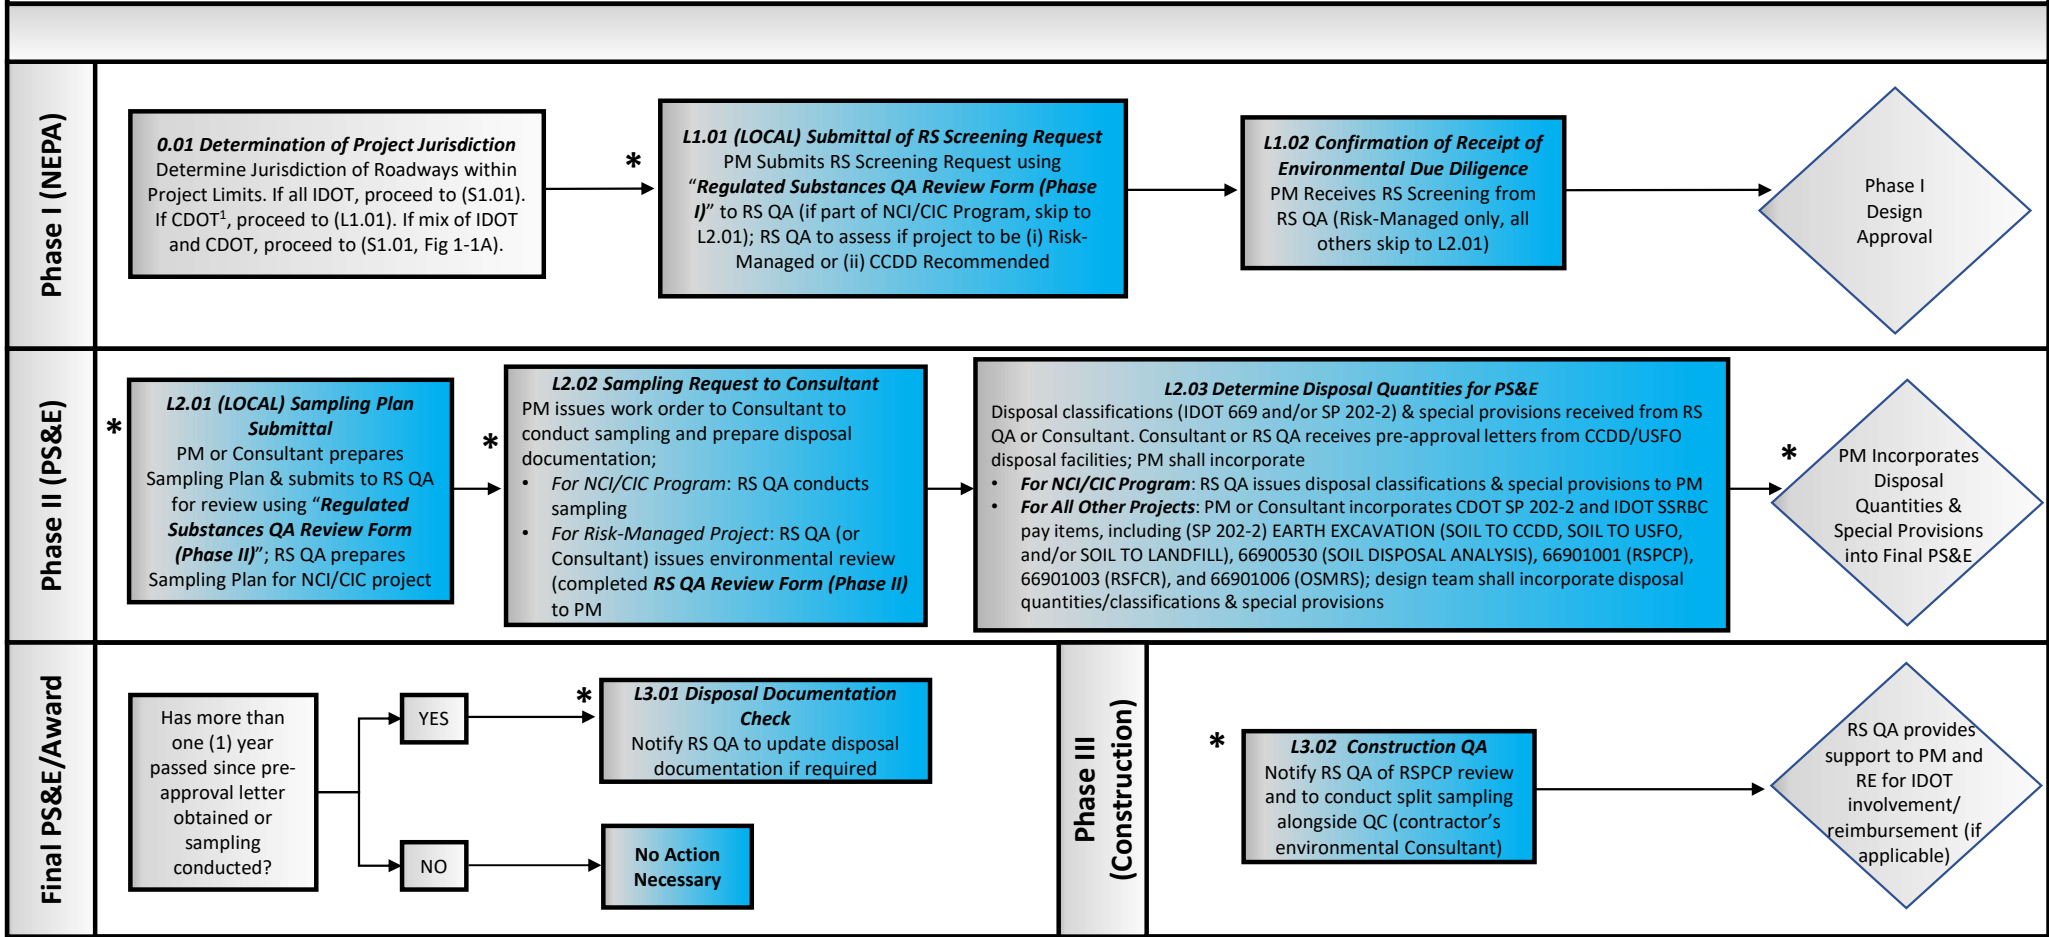 Phase I (NEPA)
0.01 Determination of Project Jurisdiction
Determine Jurisdiction of Roadways within
Project Limits. If all IDOT, proceed to (S1.01).
If CDOT¹, proceed to (L1.01). If mix of IDOT
and CDOT, proceed to (S1.01, Fig 1-1A).
*
L1.01 (LOCAL) Submittal of RS Screening Request
PM Submits RS Screening Request using
“Regulated Substances QA Review Form (Phase
I)” to RS QA (if part of NCI/CIC Program, skip to
L2.01); RS QA to assess if project to be (i) Risk-
Managed or (ii) CCDD Recommended
L1.02 Confirmation of Receipt of
Environmental Due Diligence
PM Receives RS Screening from
RS QA (Risk-Managed only, all
others skip to L2.01)
Phase I
Design
Approval
Phase II (PS&E)
*
L2.01 (LOCAL) Sampling Plan
Submittal
PM or Consultant prepares
Sampling Plan & submits to RS QA
for review using “Regulated
Substances QA Review Form
(Phase II)”; RS QA prepares
Sampling Plan for NCI/CIC project
*
L2.02 Sampling Request to Consultant
PM issues work order to Consultant to
conduct sampling and prepare disposal
documentation;
• For NCI/CIC Program: RS QA conducts
sampling
• For Risk-Managed Project: RS QA (or
Consultant) issues environmental review
(completed RS QA Review Form (Phase II)
to PM
L2.03 Determine Disposal Quantities for PS&E
Disposal classifications (IDOT 669 and/or SP 202-2) & special provisions received from RS
QA or Consultant. Consultant or RS QA receives pre-approval letters from CCDD/USFO
disposal facilities; PM shall incorporate
• For NCI/CIC Program: RS QA issues disposal classifications & special provisions to PM
• For All Other Projects: PM or Consultant incorporates CDOT SP 202-2 and IDOT SSRBC
pay items, including (SP 202-2) EARTH EXCAVATION (SOIL TO CCDD, SOIL TO USFO,
and/or SOIL TO LANDFILL), 66900530 (SOIL DISPOSAL ANALYSIS), 66901001 (RSPCP),
66901003 (RSFCR), and 66901006 (OSMRS); design team shall incorporate disposal
quantities/classifications & special provisions
*
PM Incorporates
Disposal
Quantities &
Special Provisions
into Final PS&E
Final PS&E/Award
Has more than
one (1) year
passed since pre-
approval letter
obtained or
sampling
conducted?
YES
NO
*
L3.01 Disposal Documentation
Check
Notify RS QA to update disposal
documentation if required
No Action
Necessary
Phase III
(Construction)
*
L3.02 Construction QA
Notify RS QA of RSPCP review
and to conduct split sampling
alongside QC (contractor’s
environmental Consultant)
RS QA provides
support to PM and
RE for IDOT
involvement/
reimbursement (if
applicable)